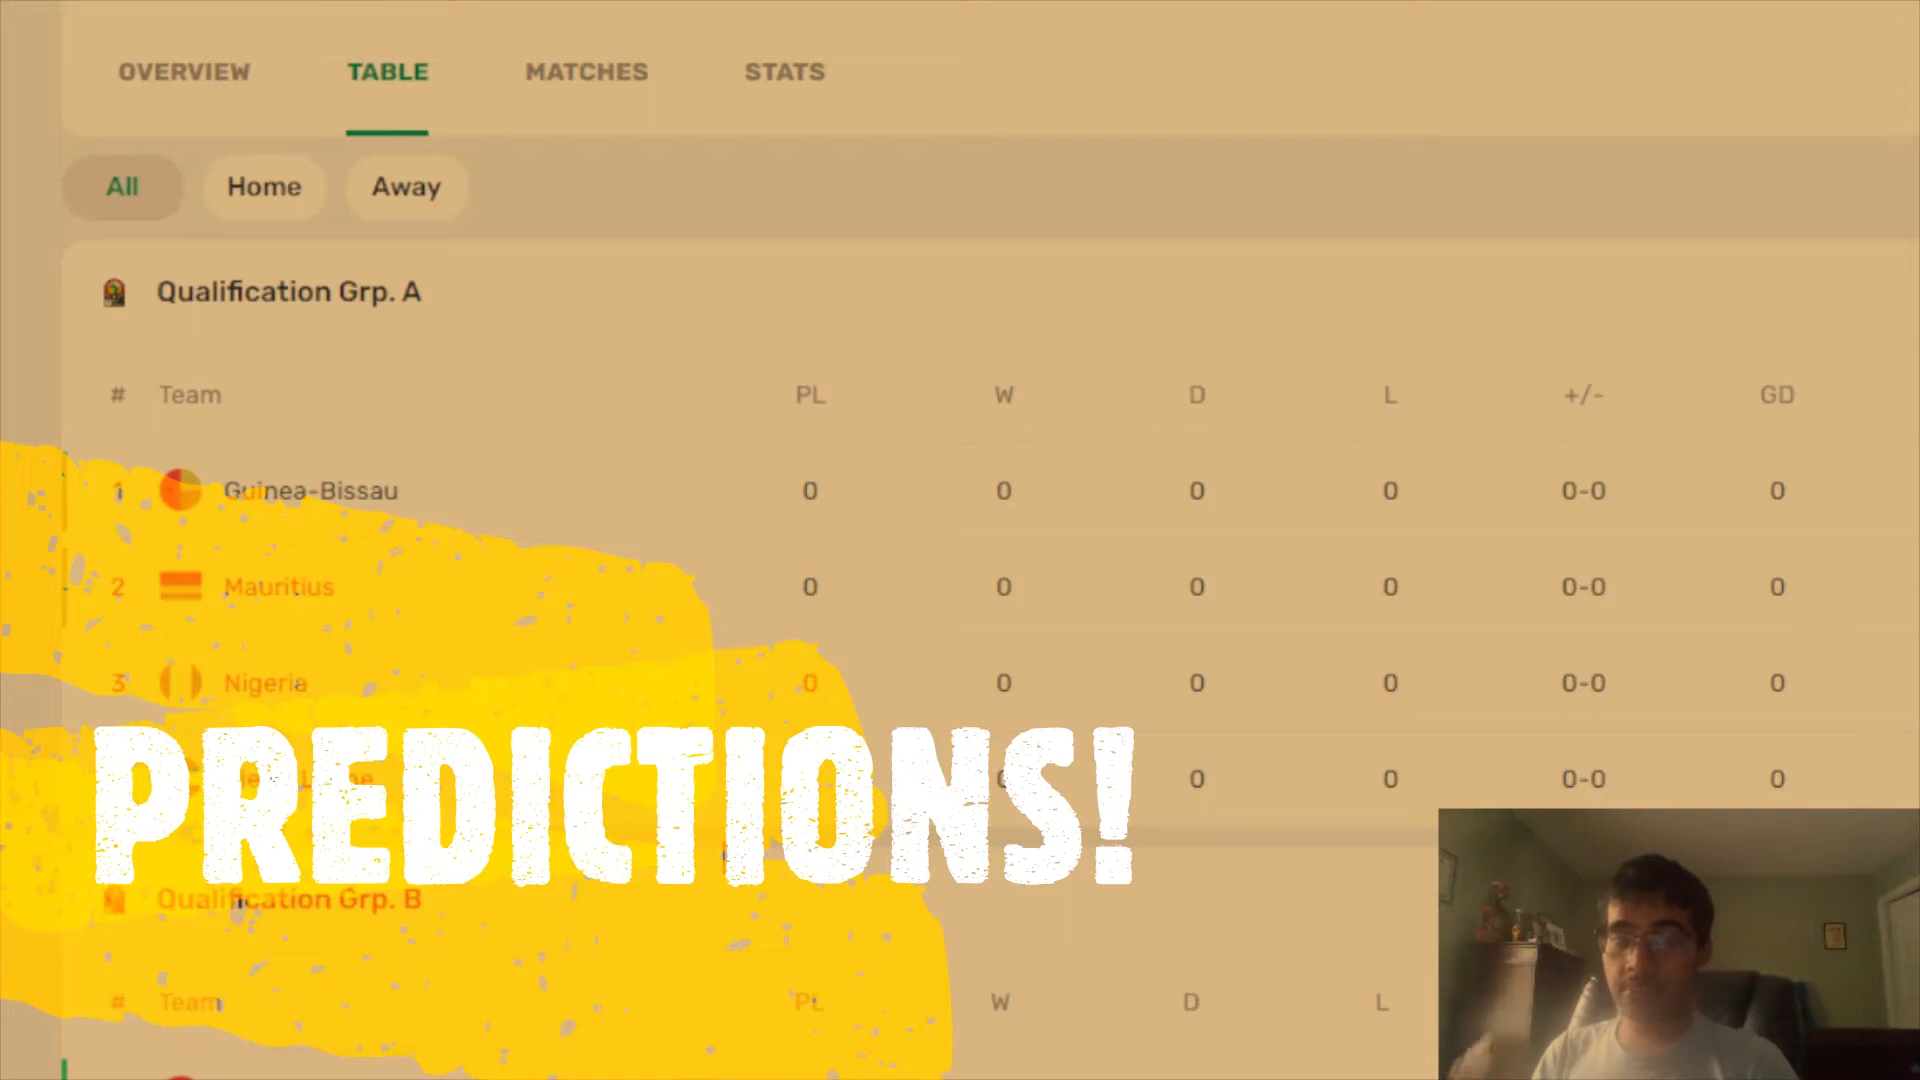 OVERVIEW TABLE MATCHES STATS
All Home Away
Qualification Grp. A
# Team PL W D L +/- GD
1 Guinea-Bissau 0 0 0 0 0-0 0
2 Mauritius 0 0 0 0 0-0 0
3 Nigeria 0 0 0 0 0-0 0
0 0 0-0 0
PREDICTIONS!
Qualification Grp. B
# Team PL W D L